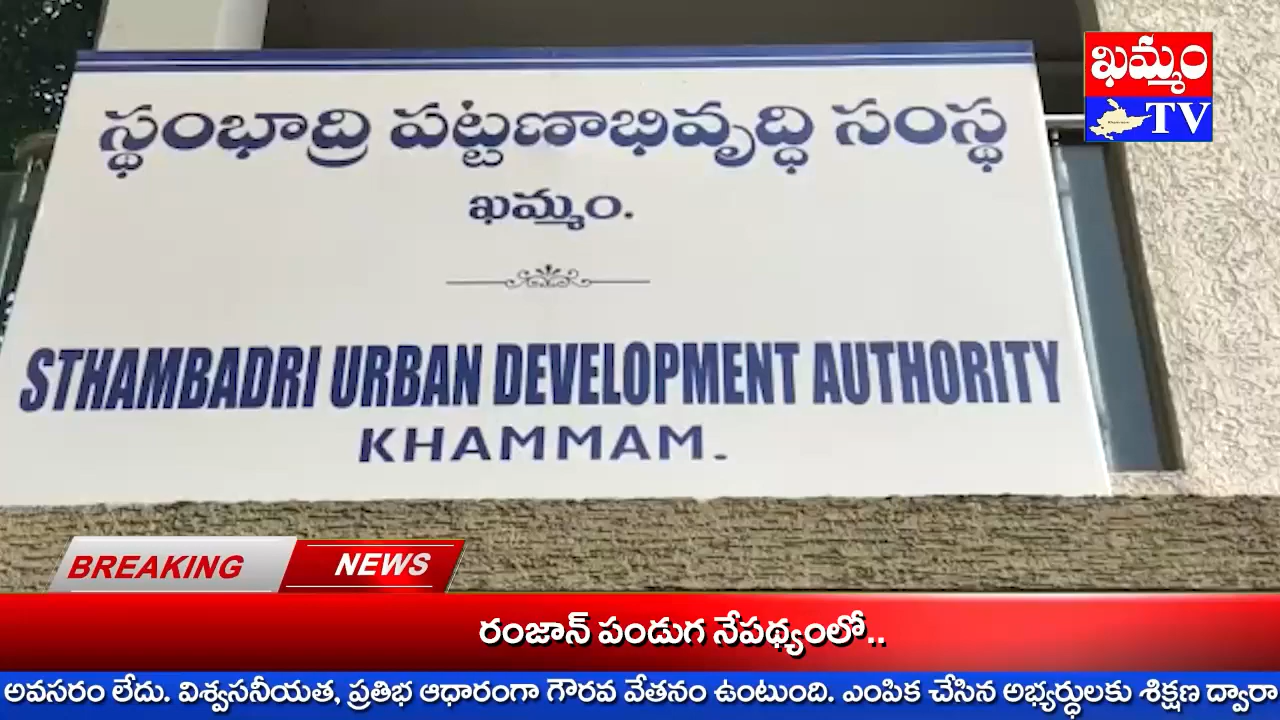 స్థంభాద్రి పట్టణాభివృద్ధి సంస్థ
ఖమ్మం.
STHAMBADRI URBAN DEVELOPMENT AUTHORITY
KHAMMAM.
ఖమ్మం
TV
BREAKING NEWS
రంజాన్ పండుగ నేపథ్యంలో..
అవసరం లేదు. విశ్వసనీయత, ప్రతిభ ఆధారంగా గౌరవ వేతనం ఉంటుంది. ఎంపిక చేసిన అభ్యర్ధులకు శిక్షణ ద్వారా